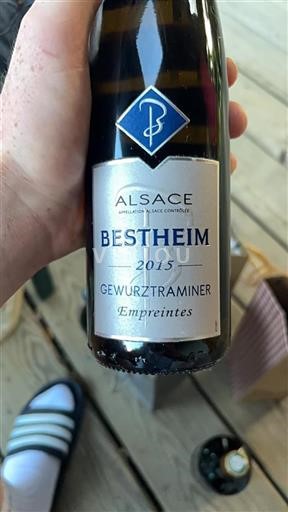 B
ALSACE
APPELLATION ALSACE CONTRÔLÉE
BESTHEIM
2015
GEWURZTRAMINER
Empreintes